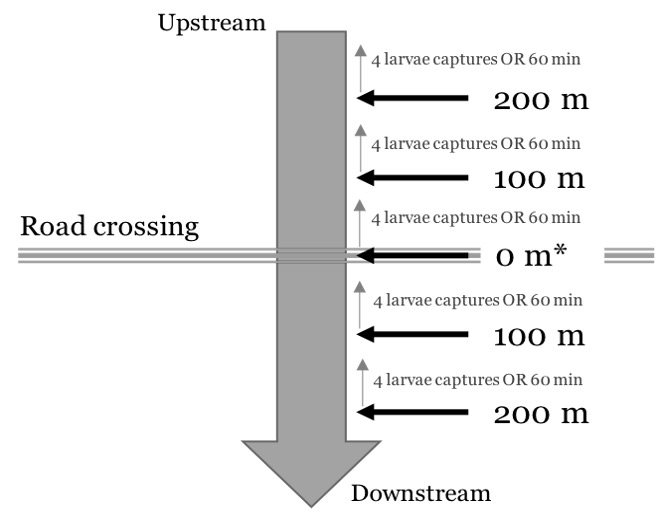 Upstream
4 larvae captures OR 60 min
200 m
4 larvae captures OR 60 min
100 m
4 larvae captures OR 60 min
Road crossing
0 m*
4 larvae captures OR 60 min
100 m
4 larvae captures OR 60 min
200 m
Downstream